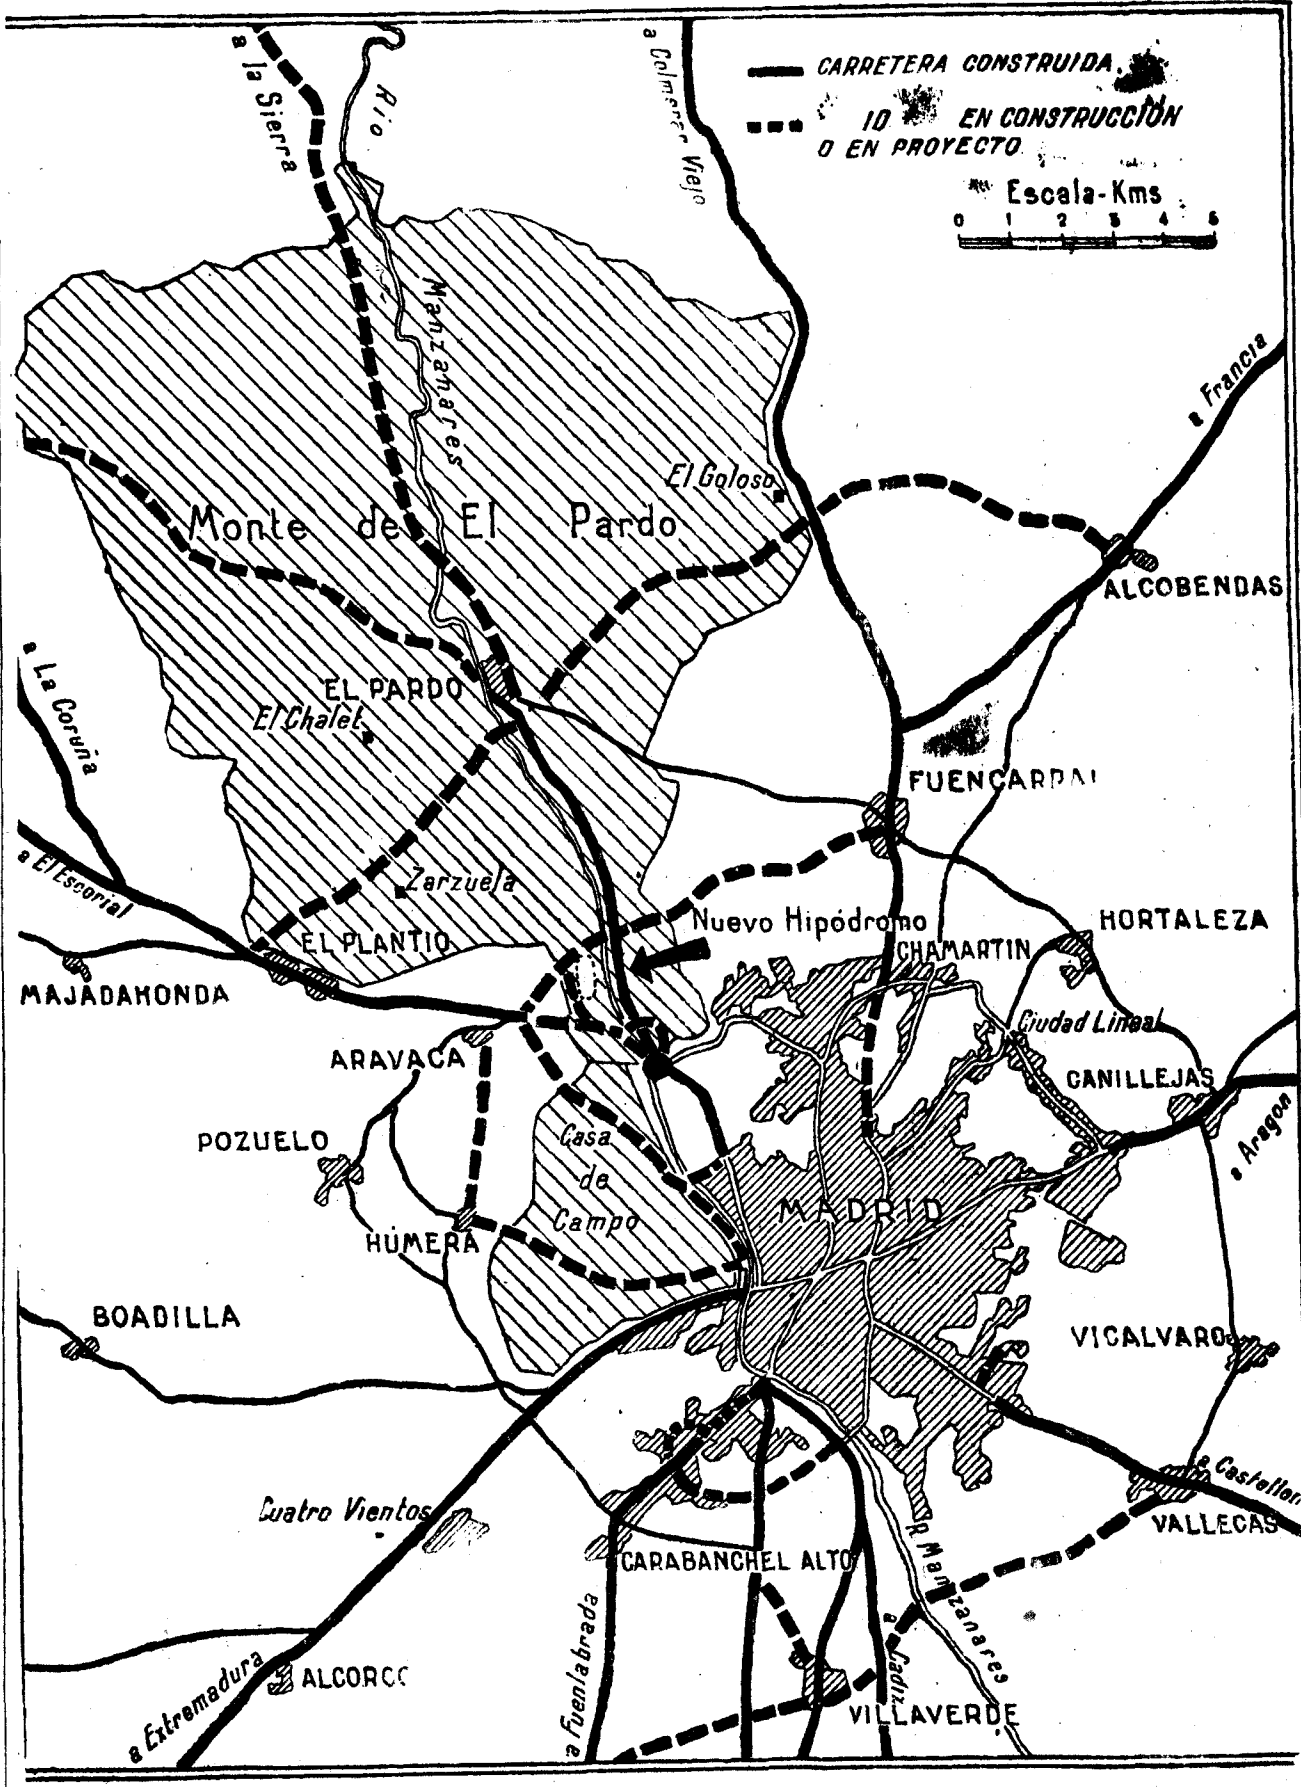 CARRETERA CONSTRUIDA.
ID EN CONSTRUCCIÓN
O EN PROYECTO
Escala-Kms
0 1 2 3 4 5
a la Sierra
Rio
Manzanares
a Colmenar Viejo
a Francia
El Goloso
Monte de El Pardo
ALCOBENDAS
a La Coruña
EL PARDO
El Chalet
FUENCARRAL
a El Escorial
Zarzuela
EL PLANTIO
Nuevo Hipódromo
HORTALEZA
CHAMARTIN
MAJADAHONDA
Ciudad Lineal
ARAVACA
CANILLEJAS
a Aragon
POZUELO
Casa
de
Campo
MADRID
HÚMERA
BOADILLA
VICALVARO
Cuatro Vientos
a Castellon
VALLECAS
CARABANCHEL ALTO
R Manzanares
a Fuenlabrada
a Cadiz
a Extremadura
ALCORC
VILLAVERDE